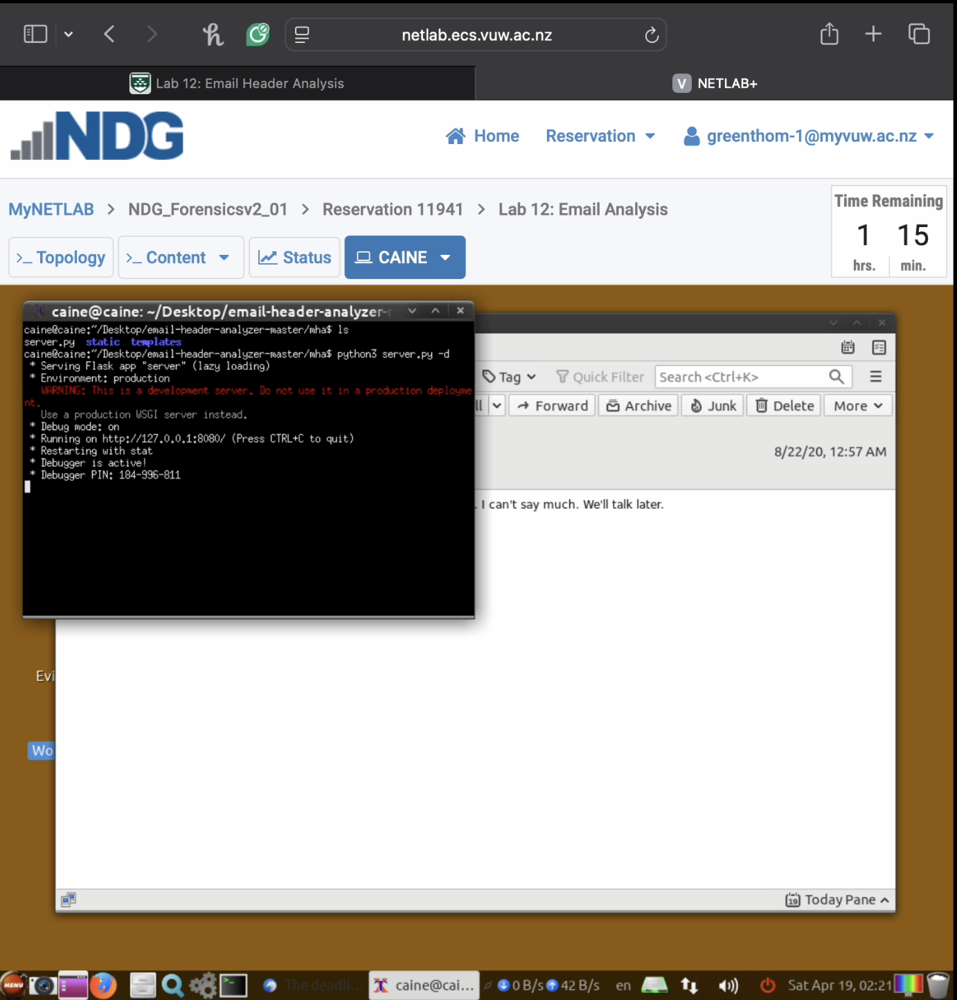 netlab.ecs.vuw.ac.nz
Lab 12: Email Header Analysis
V NETLAB+
NDG
Home
Reservation
greenthom-1@myvuw.ac.nz
MyNETLAB > NDG_Forensicsv2_01 > Reservation 11941 > Lab 12: Email Analysis
Time Remaining
1 15
hrs. min.
>_ Topology
>_ Content
Status
CAINE
caine@caine: ~/Desktop/email-header-analyzer-
caine@caine:~/Desktop/email-header-analyzer-master/mha$ ls
server.py static templates
caine@caine:~/Desktop/email-header-analyzer-master/mha$ python3 server.py -d
* Serving Flask app "server" (lazy loading)
* Environment: production
WARNING: This is a development server. Do not use it in a production deployme
nt.
Use a production WSGI server instead.
* Debug mode: on
* Running on http://127.0.0.1:8080/ (Press CTRL+C to quit)
* Restarting with stat
* Debugger is active!
* Debugger PIN: 184-996-811
Tag
Quick Filter
Search <Ctrl+K>
ll
Forward
Archive
Junk
Delete
More
8/22/20, 12:57 AM
. I can't say much. We'll talk later.
Evi
Wo
19 Today Pane
MENU
The deadli...
caine@cai...
0 B/s 42 B/s
en
Sat Apr 19, 02:21